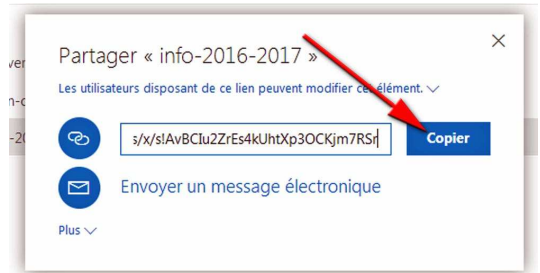 Partager « info-2016-2017 »
Les utilisateurs disposant de ce lien peuvent modifier cet élément.
s/x/s!AvBCIu2ZrEs4kUhtXp3OCKjm7RSr
Copier
Envoyer un message électronique
Plus